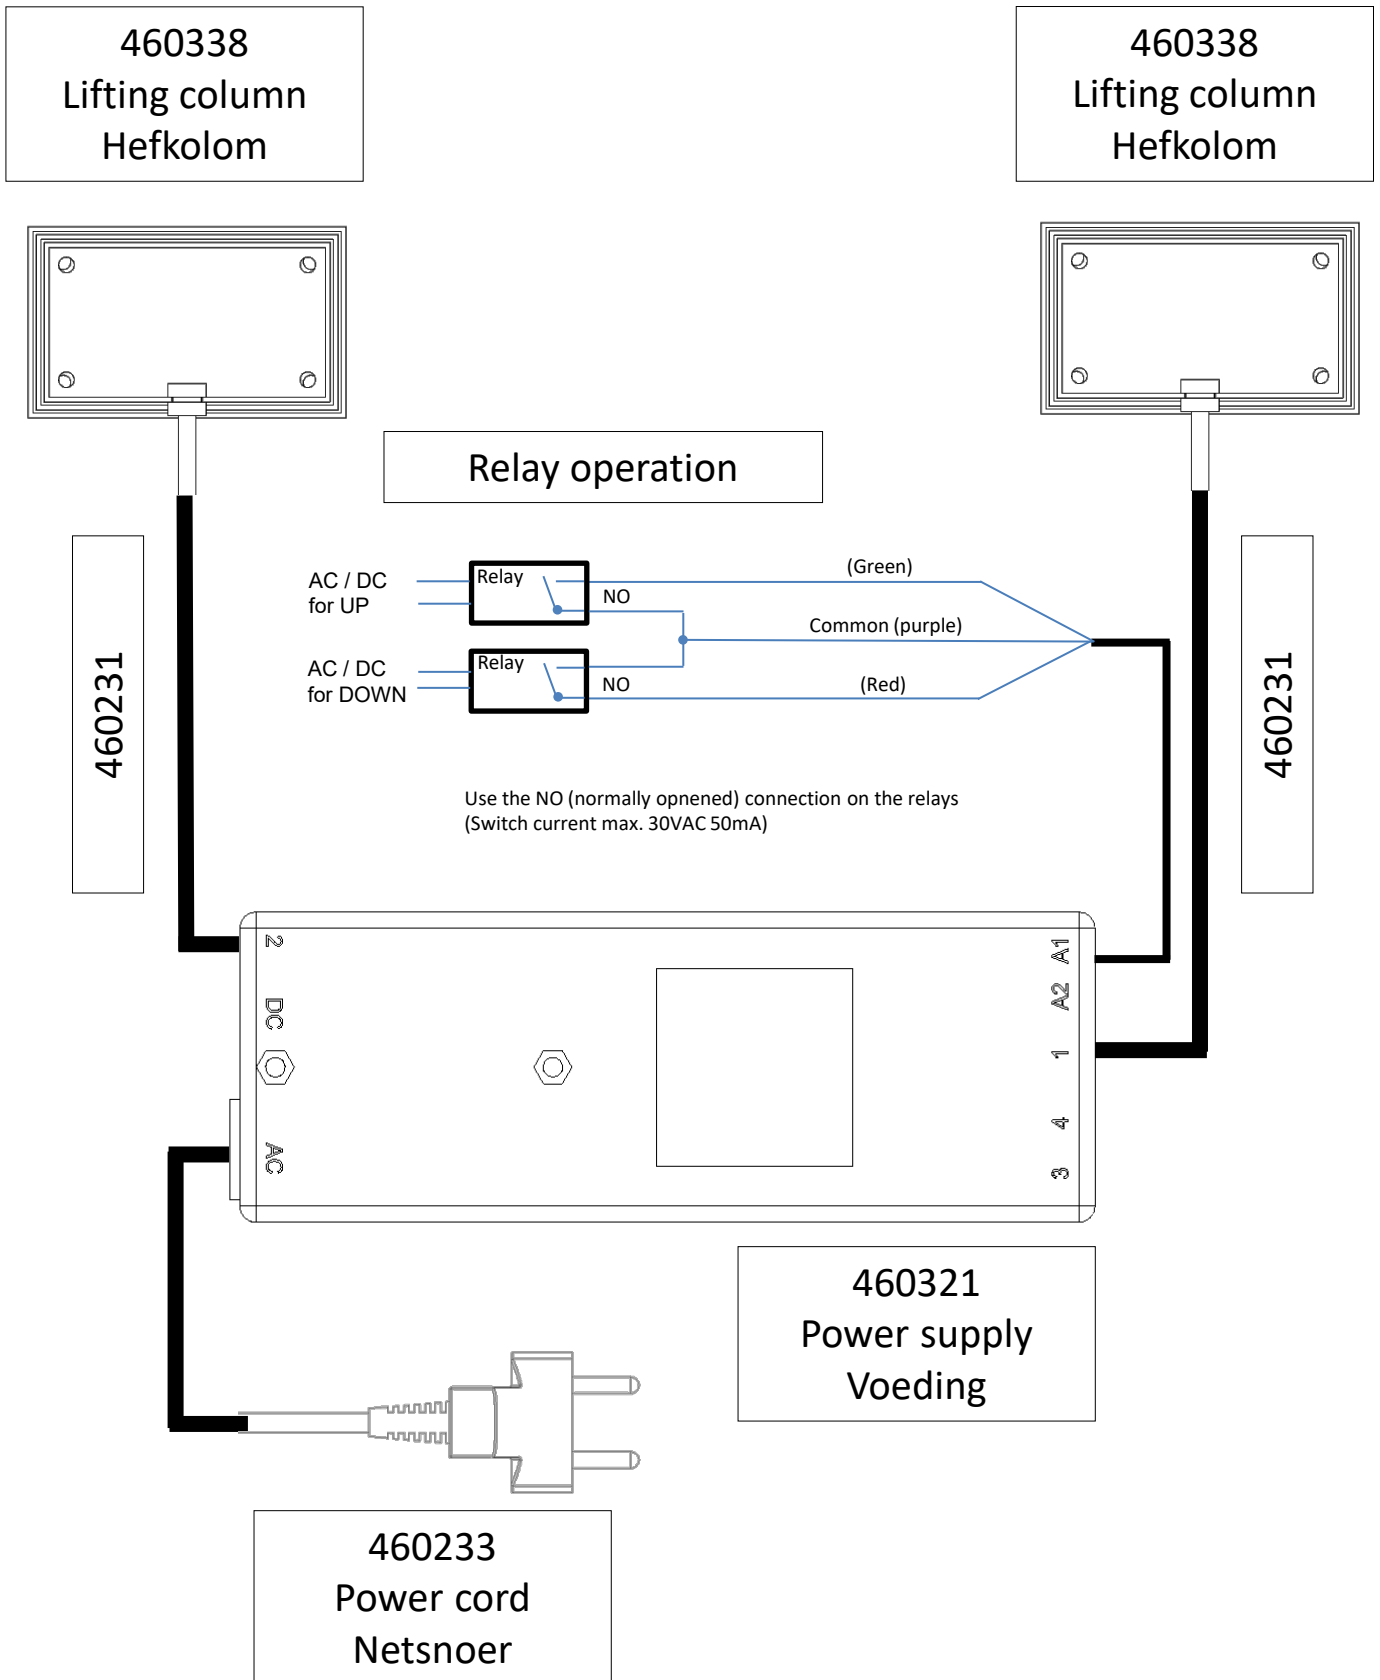 460338
Lifting column
Hefkolom
460338
Lifting column
Hefkolom
Relay operation
AC / DC
for UP
Relay
NO
(Green)
Common (purple)
AC / DC
for DOWN
Relay
NO
(Red)
460231
460231
Use the NO (normally opnened) connection on the relays
(Switch current max. 30VAC 50mA)
2
DC
AC
A1
A2
1
4
3
460321
Power supply
Voeding
460233
Power cord
Netsnoer